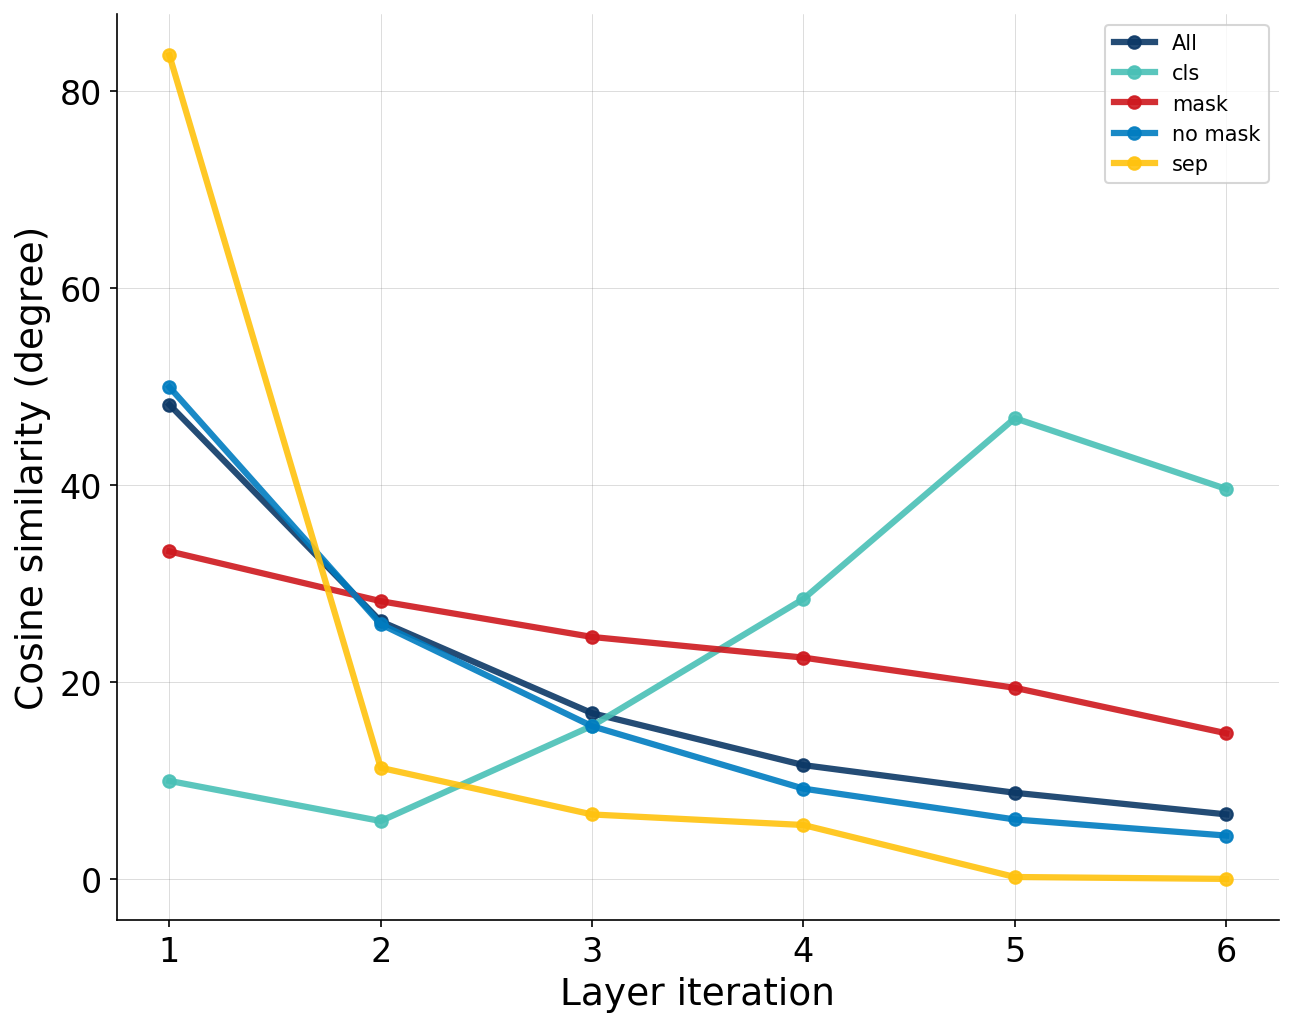 All
cls
mask
no mask
sep
80
60
40
20
0
Cosine similarity (degree)
1 2 3 4 5 6
Layer iteration